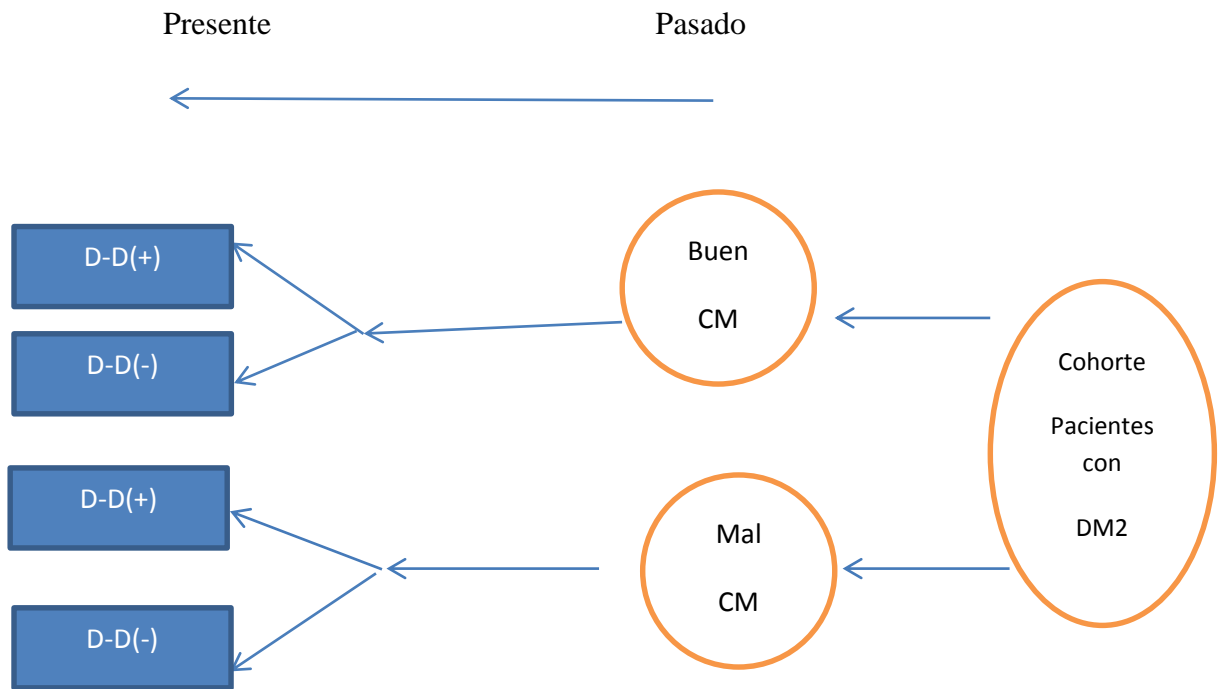 Presente Pasado
D-D(+)
D-D(-)
D-D(+)
D-D(-)
Buen
CM
Mal
CM
Cohorte
Pacientes
con
DM2